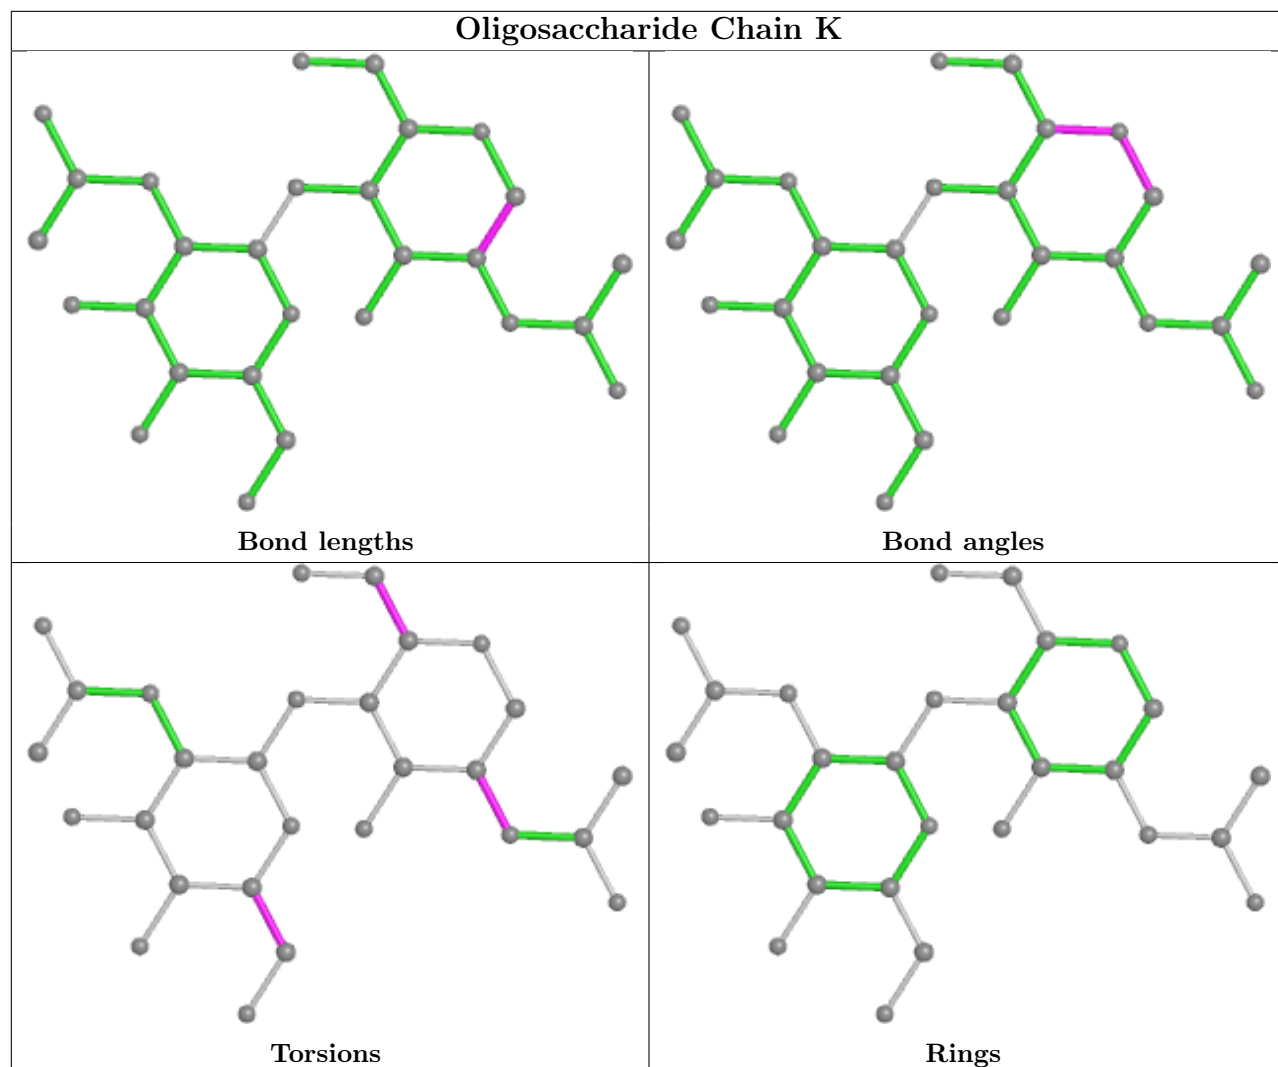 Oligosaccharide Chain K
Bond lengths
Bond angles
Torsions
Rings